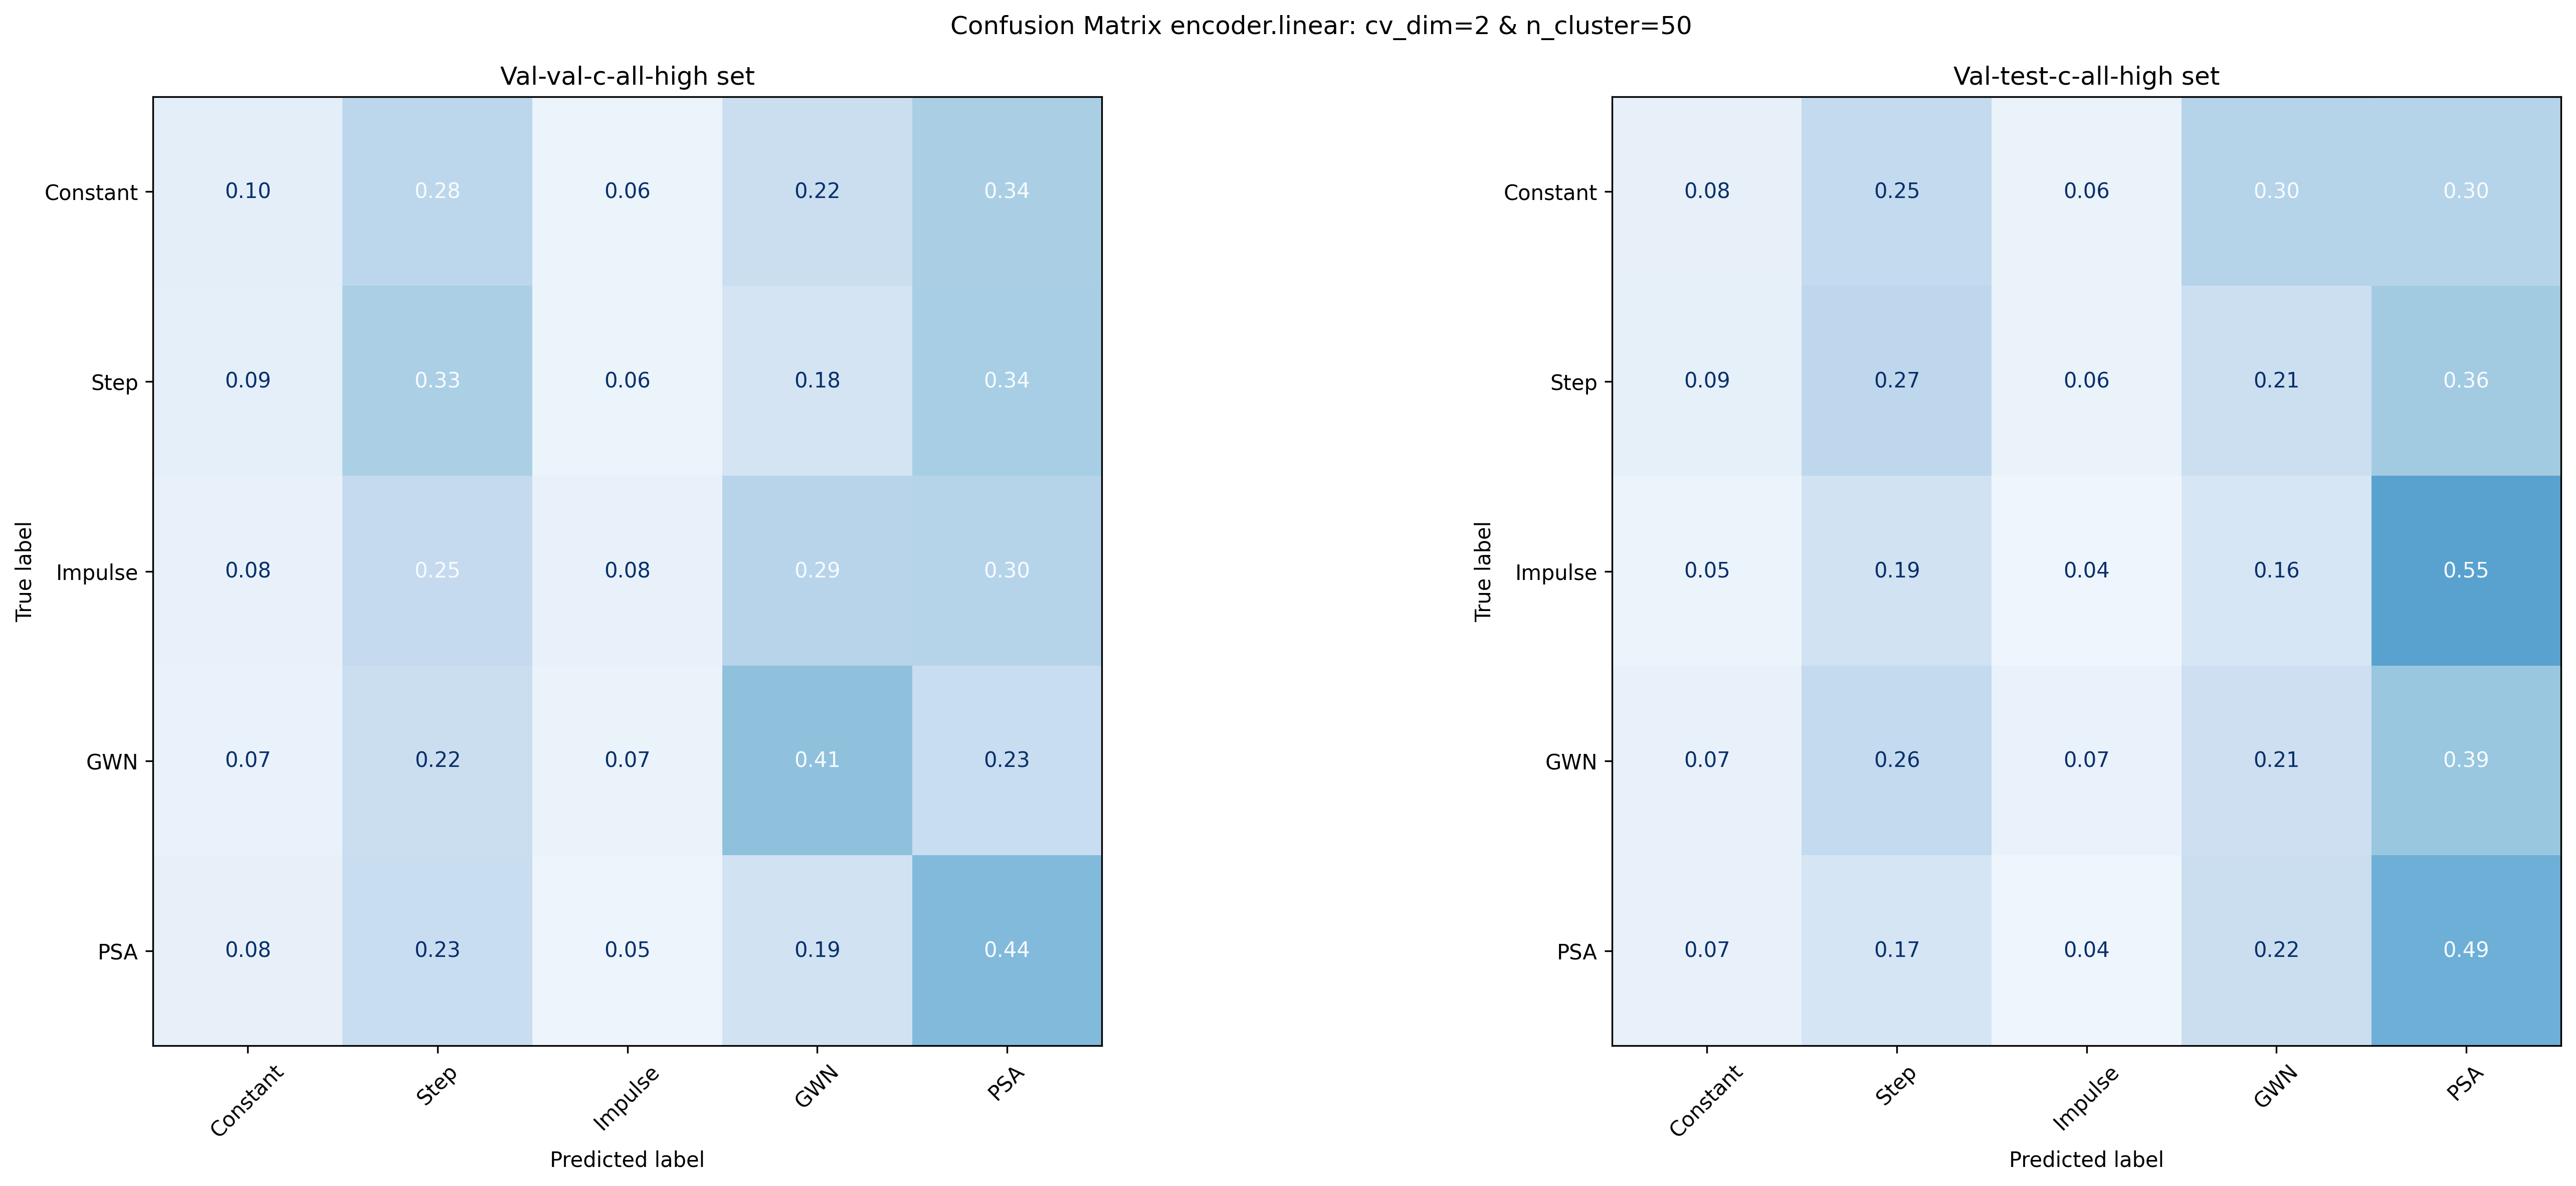 Confusion Matrix encoder.linear: cv_dim=2 & n_cluster=50
Val-val-c-all-high set
True label
Constant 0.10 0.28 0.06 0.22 0.34
Step 0.09 0.33 0.06 0.18 0.34
Impulse 0.08 0.25 0.08 0.29 0.30
GWN 0.07 0.22 0.07 0.41 0.23
PSA 0.08 0.23 0.05 0.19 0.44
Constant Step Impulse GWN PSA
Predicted label
Val-test-c-all-high set
True label
Constant 0.08 0.25 0.06 0.30 0.30
Step 0.09 0.27 0.06 0.21 0.36
Impulse 0.05 0.19 0.04 0.16 0.55
GWN 0.07 0.26 0.07 0.21 0.39
PSA 0.07 0.17 0.04 0.22 0.49
Constant Step Impulse GWN PSA
Predicted label